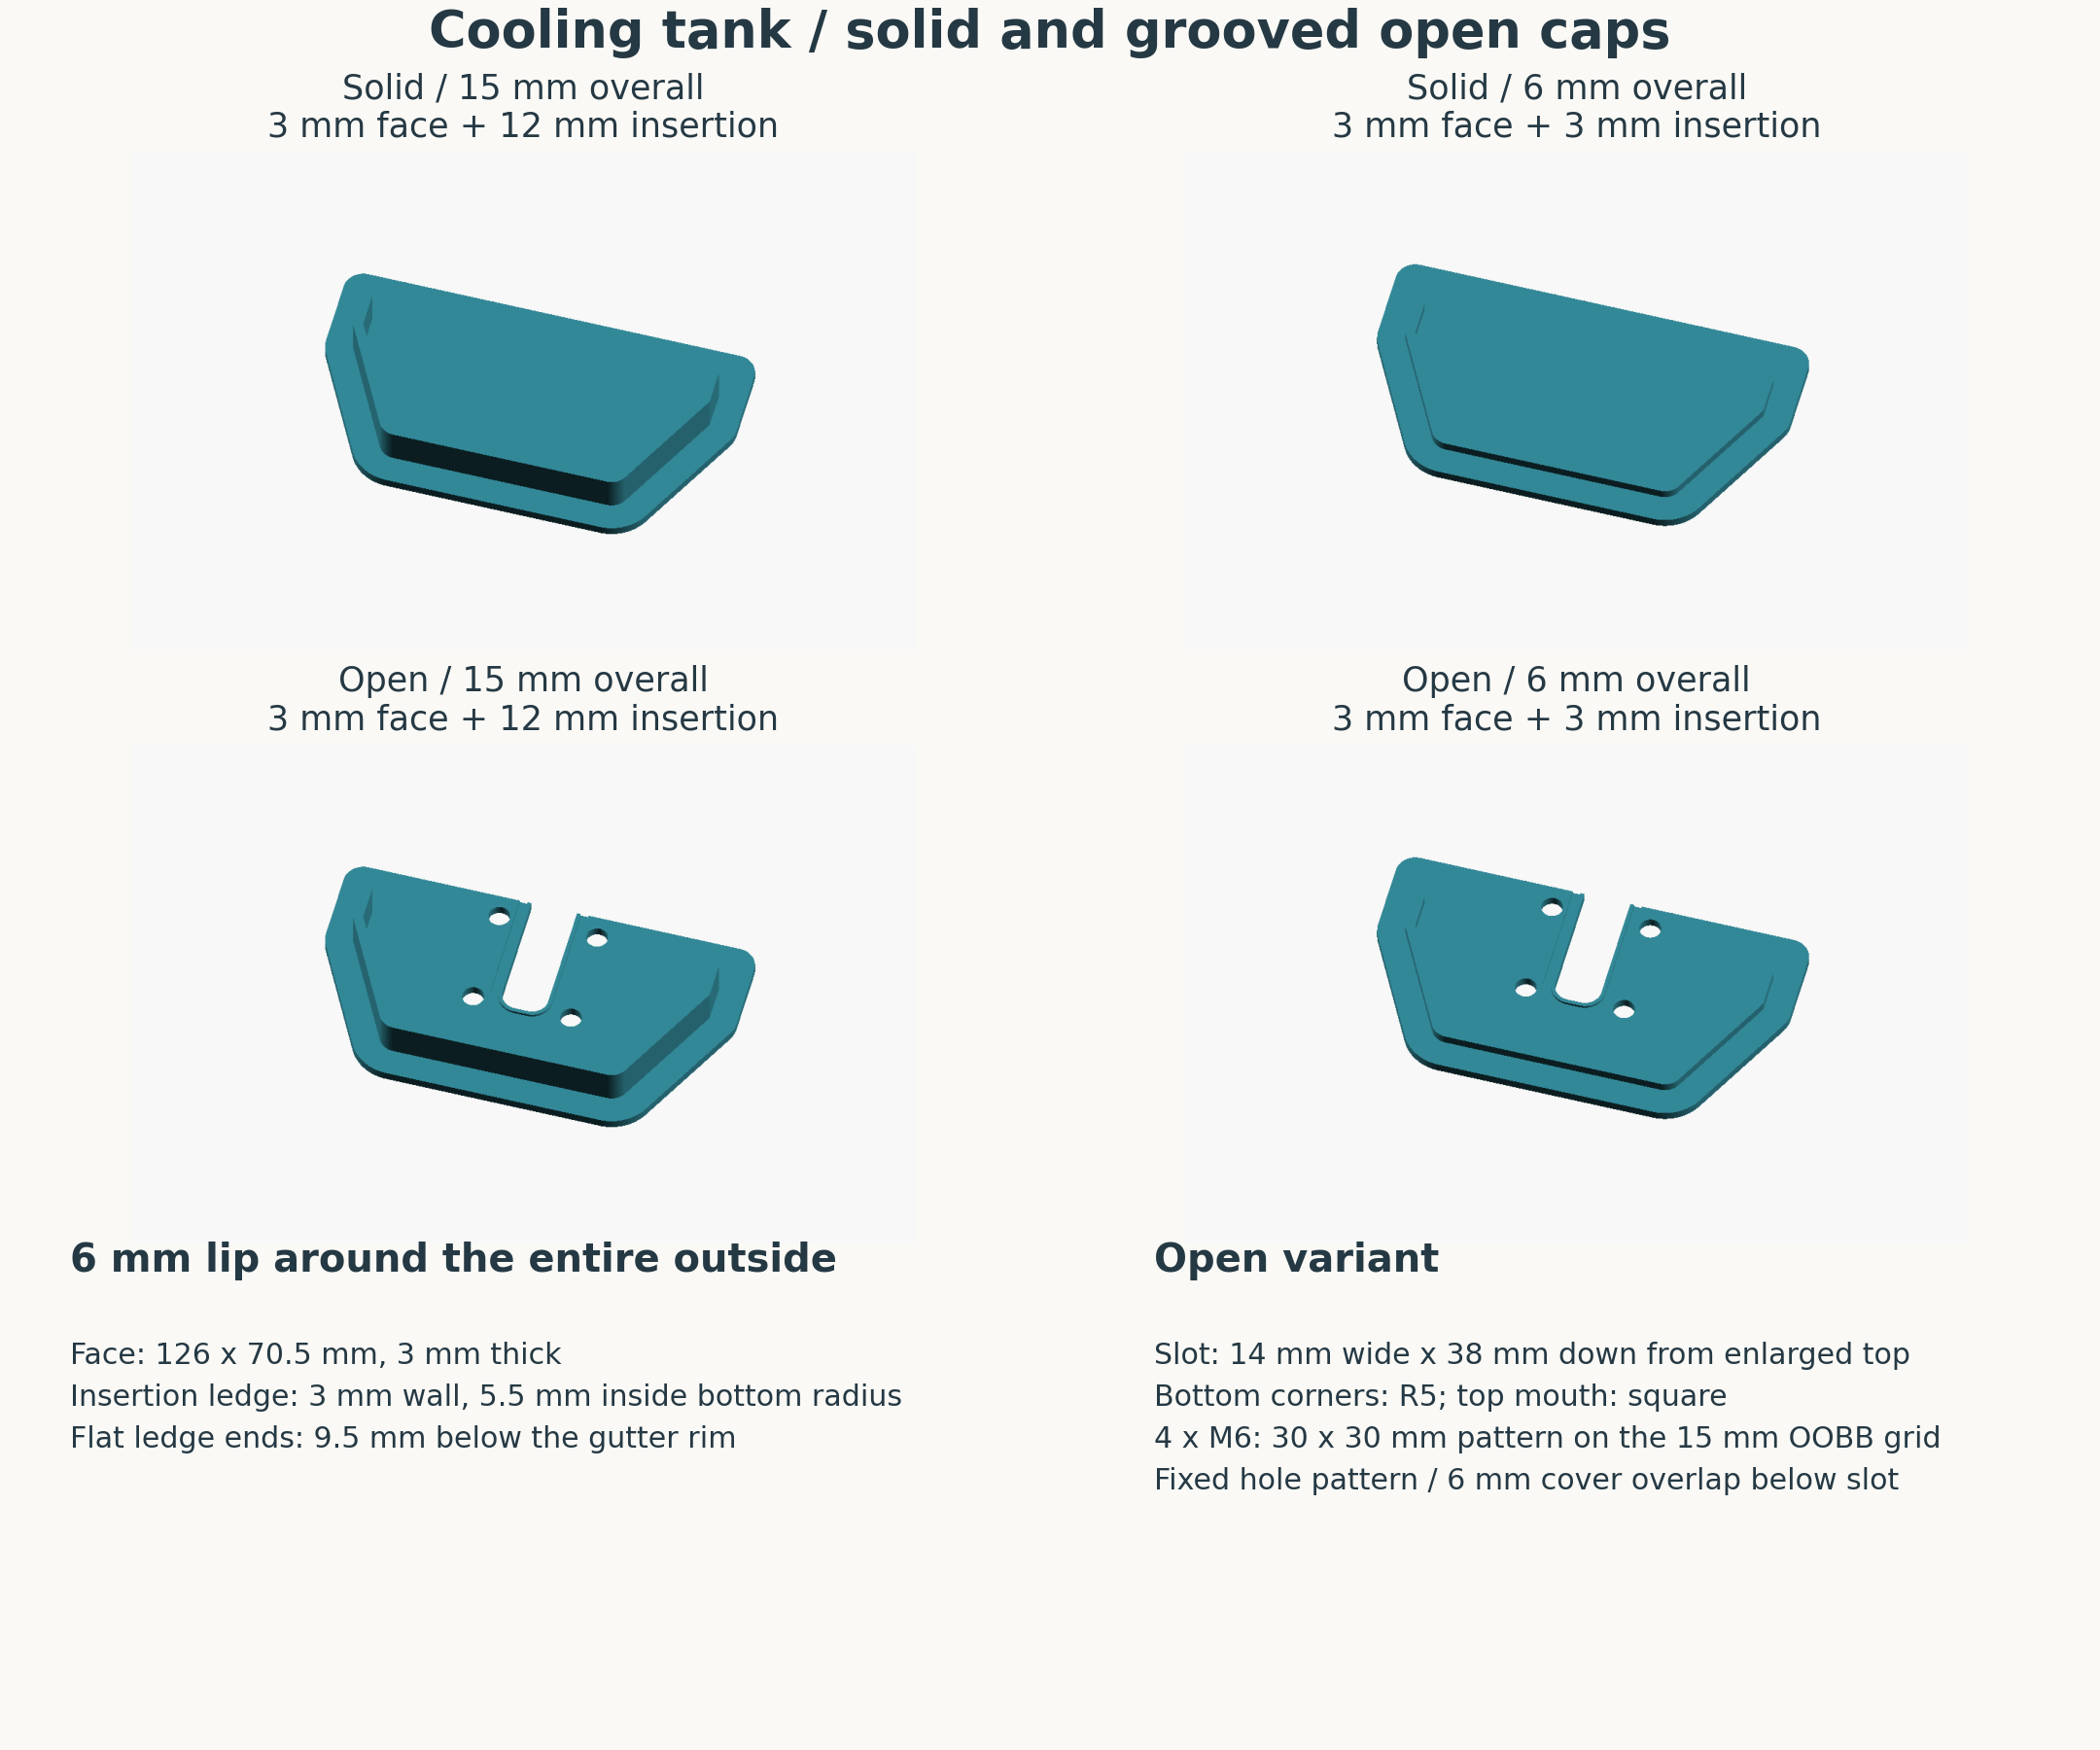 Cooling tank / solid and grooved open caps
Solid / 15 mm overall
3 mm face + 12 mm insertion
Solid / 6 mm overall
3 mm face + 3 mm insertion
Open / 15 mm overall
3 mm face + 12 mm insertion
Open / 6 mm overall
3 mm face + 3 mm insertion
6 mm lip around the entire outside
Face: 126 x 70.5 mm, 3 mm thick
Insertion ledge: 3 mm wall, 5.5 mm inside bottom radius
Flat ledge ends: 9.5 mm below the gutter rim
Open variant
Slot: 14 mm wide x 38 mm down from enlarged top
Bottom corners: R5; top mouth: square
4 x M6: 30 x 30 mm pattern on the 15 mm OOBB grid
Fixed hole pattern / 6 mm cover overlap below slot